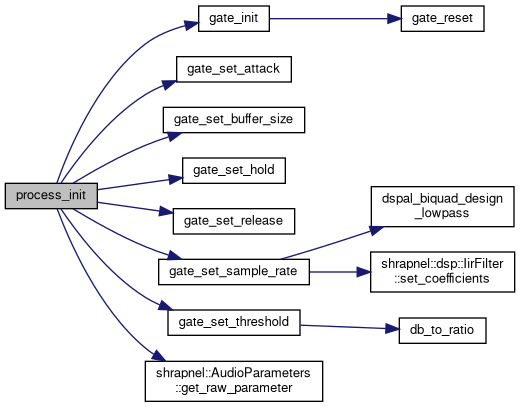 gate_init
gate_reset
gate_set_attack
gate_set_buffer_size
gate_set_hold
process_init
dspal_biquad_design
_lowpass
gate_set_release
gate_set_sample_rate
shrapnel::dsp::IirFilter
::set_coefficients
gate_set_threshold
db_to_ratio
shrapnel::AudioParameters
::get_raw_parameter